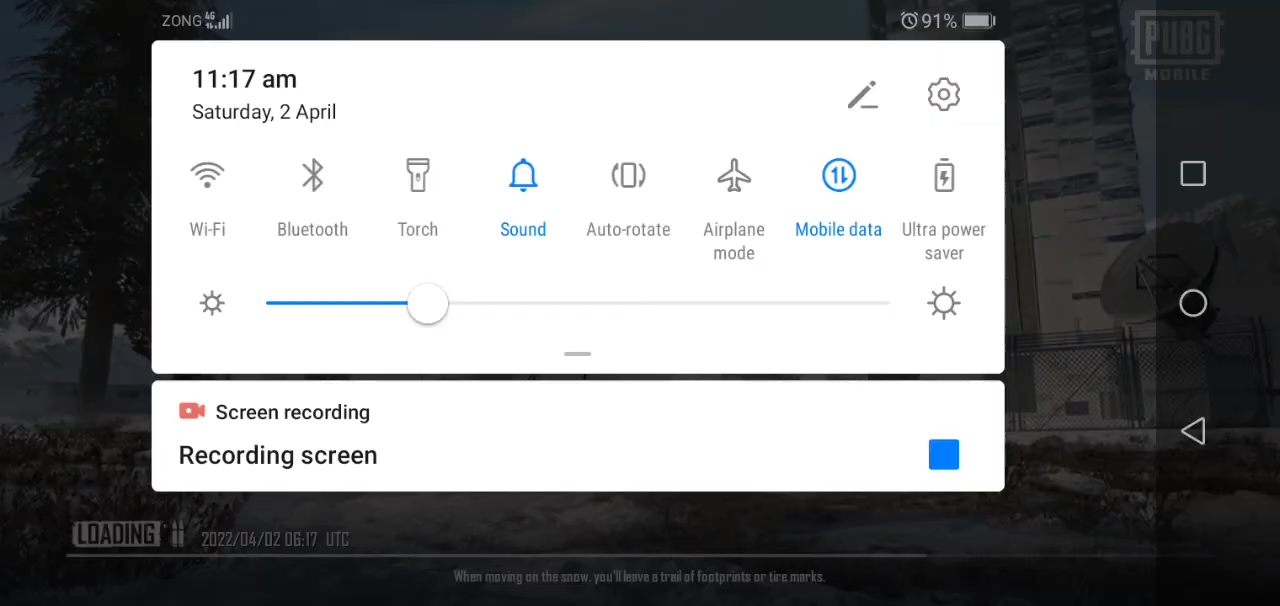 ZONG 4G
91%
PUBG
MOBILE
11:17 am
Saturday, 2 April
Wi-Fi Bluetooth Torch Sound Auto-rotate Airplane mode Mobile data Ultra power saver
Screen recording
Recording screen
LOADING 2022/04/02 06:17 UTC
When moving on the snow, you'll leave a trail of footprints or tire marks.